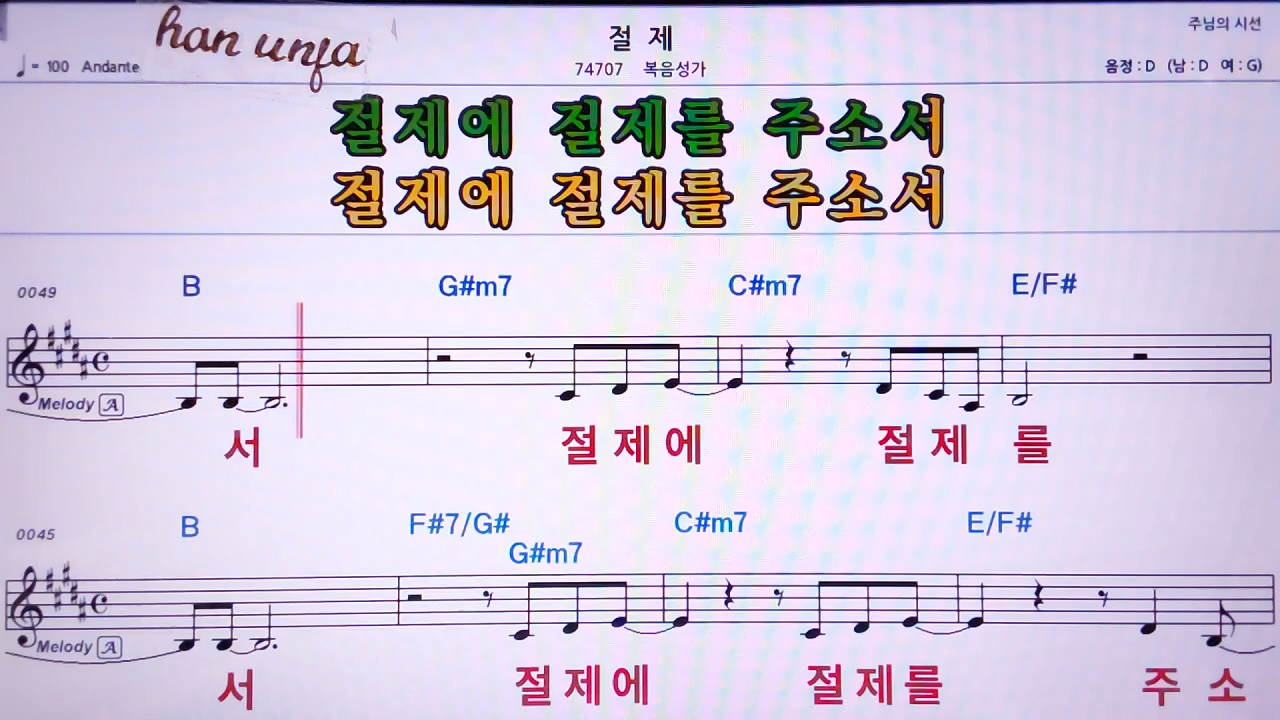 han unja
절 제
주님의 시선
♩= 100 Andante
74707 복음성가
음정 : D (남 : D 여 : G)
절제에 절제를 주소서
절제에 절제를 주소서
0049 B G#m7 C#m7 E/F#
Melody A
서 절 제 에 절 제 를
0045 B F#7/G# C#m7 E/F#
G#m7
Melody A
서 절 제 에 절 제 를 주 소